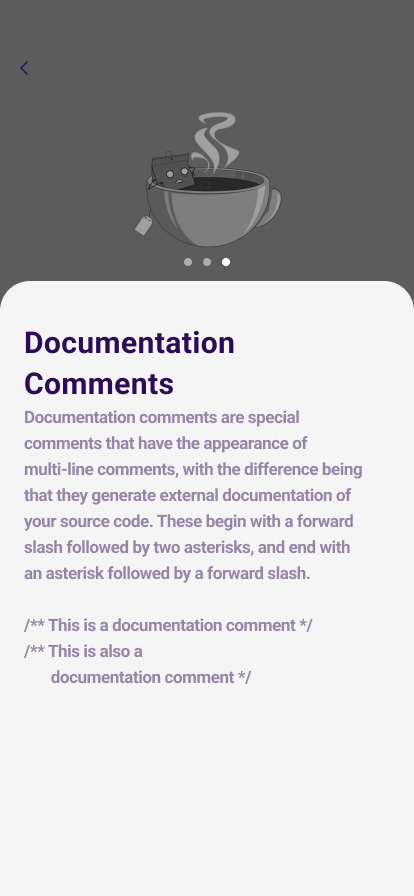 Documentation
Comments
Documentation comments are special
comments that have the appearance of
multi-line comments, with the difference being
that they generate external documentation of
your source code. These begin with a forward
slash followed by two asterisks, and end with
an asterisk followed by a forward slash.
/** This is a documentation comment */
/** This is also a
documentation comment */